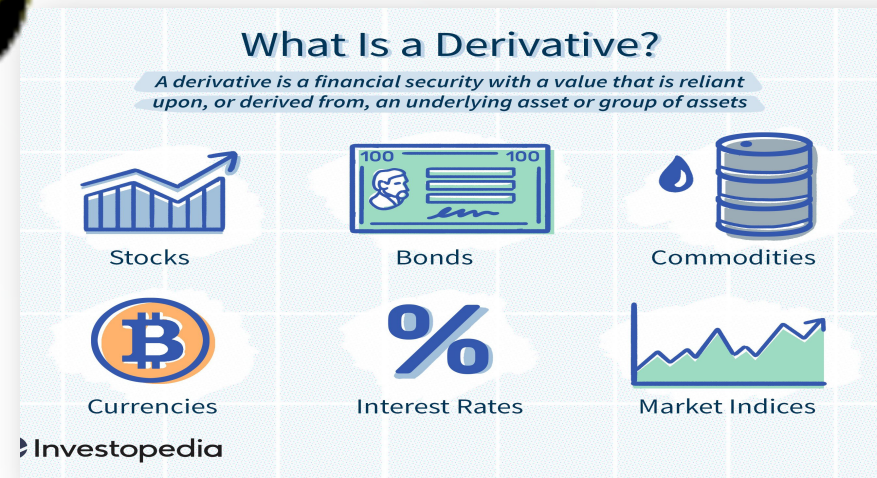 What Is a Derivative?
A derivative is a financial security with a value that is reliant
upon, or derived from, an underlying asset or group of assets
100 100
Stocks Bonds Commodities
B
Currencies Interest Rates Market Indices
Investopedia